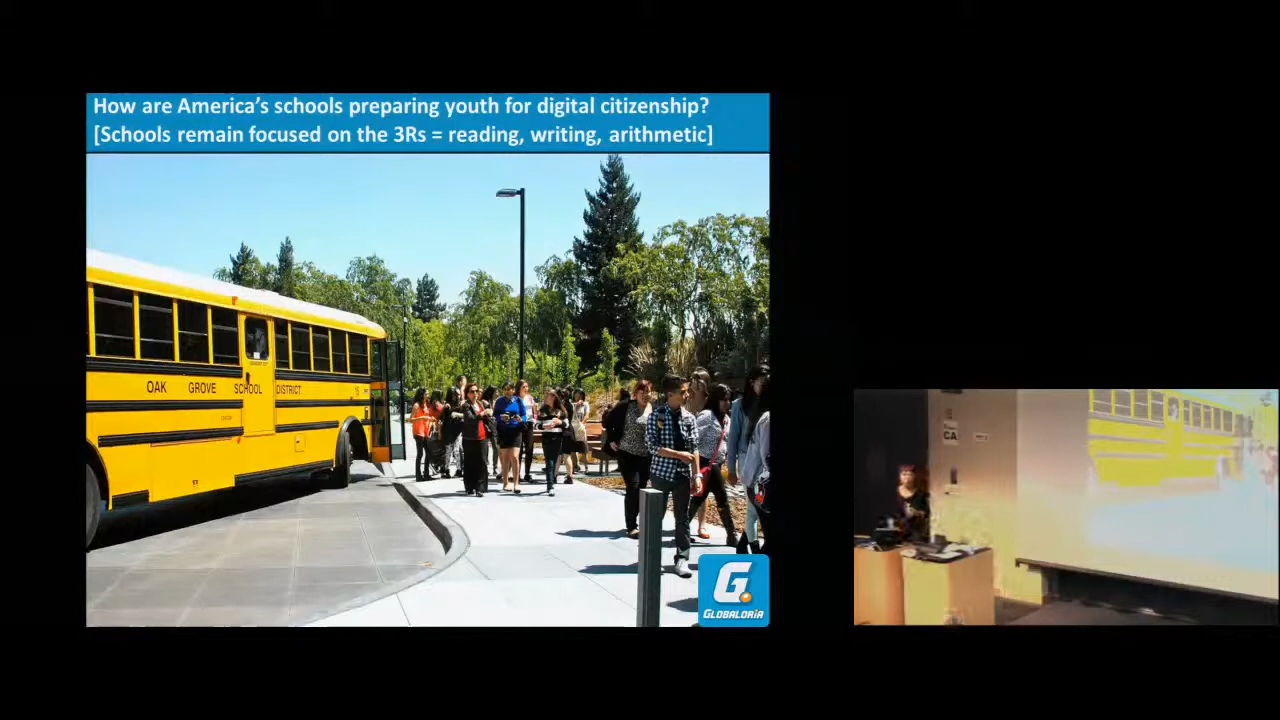 How are America's schools preparing youth for digital citizenship?
[Schools remain focused on the 3Rs = reading, writing, arithmetic]
OAK GROVE SCHOOL DISTRICT
GLOBALORIA
CA